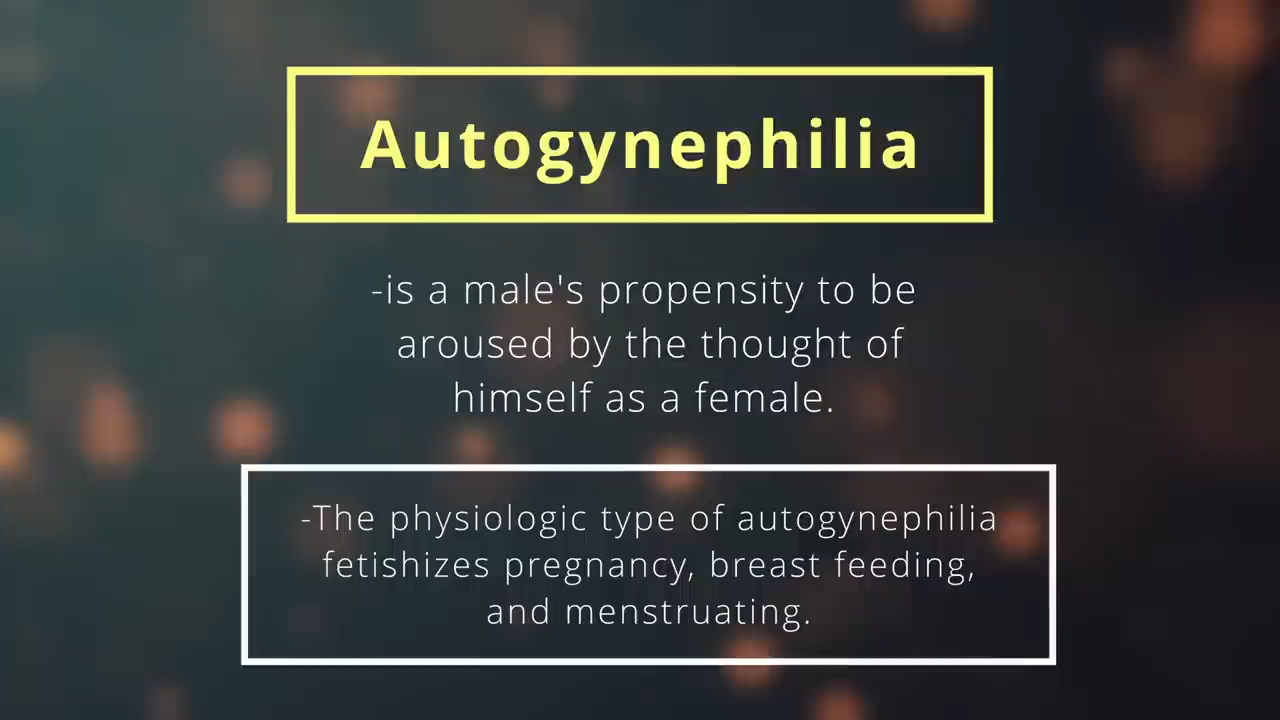 Autogynephilia
-is a male's propensity to be
aroused by the thought of
himself as a female.
-The physiologic type of autogynephilia
fetishizes pregnancy, breast feeding,
and menstruating.